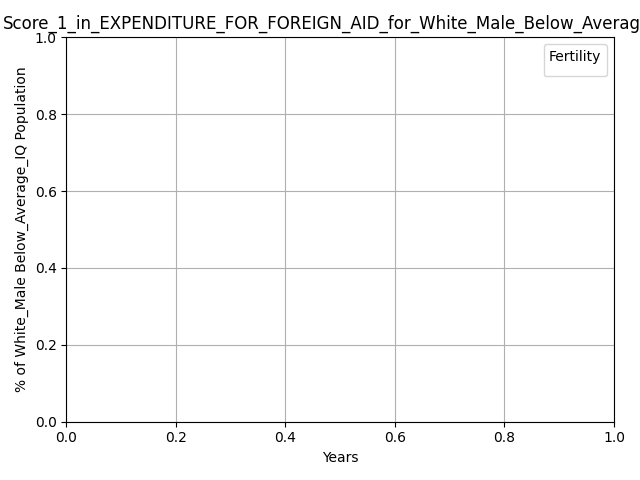 Score_1_in_EXPENDITURE_FOR_FOREIGN_AID_for_White_Male_Below_Averag
Fertility
% of White_Male Below_Average_IQ Population
1.0
0.8
0.6
0.4
0.2
0.0
0.0 0.2 0.4 0.6 0.8 1.0
Years